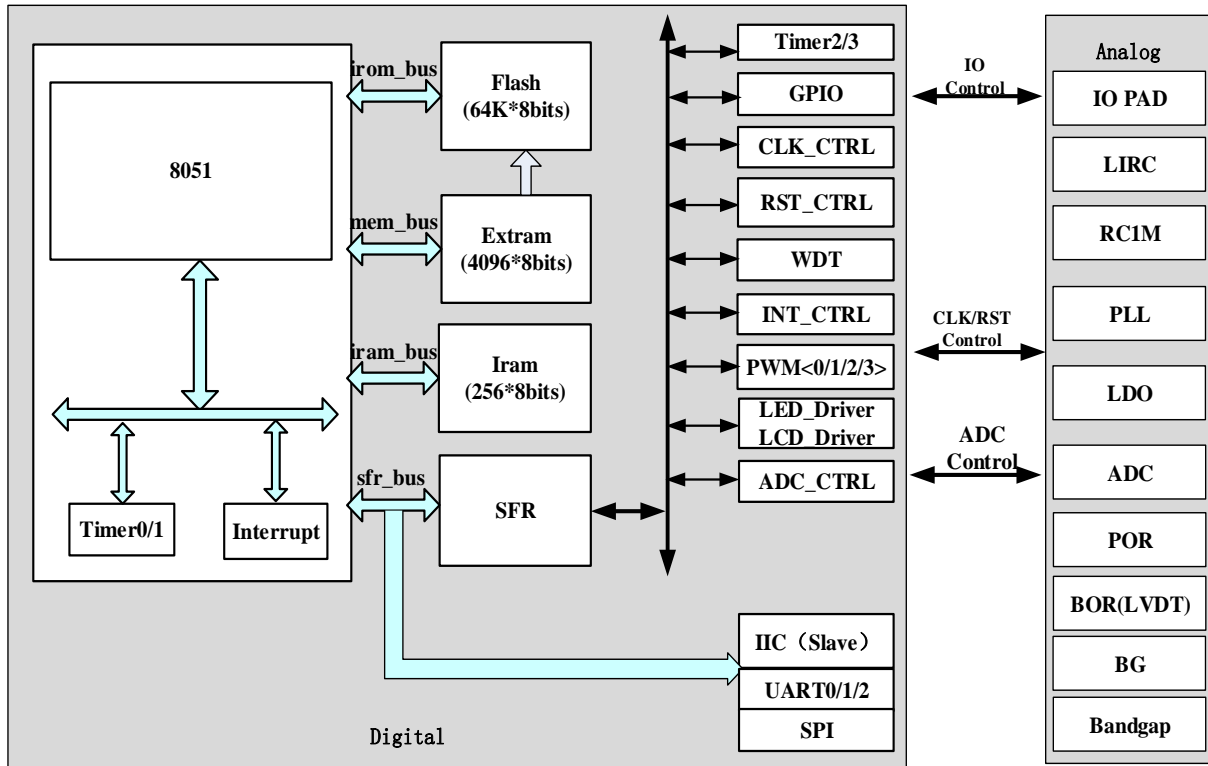 8051
Timer0/1
Interrupt
irom_bus
mem_bus
iram_bus
sfr_bus
Flash
(64K*8bits)
Extram
(4096*8bits)
Iram
(256*8bits)
SFR
Timer2/3
GPIO
CLK_CTRL
RST_CTRL
WDT
INT_CTRL
PWM<0/1/2/3>
LED_Driver
LCD_Driver
ADC_CTRL
IIC（Slave）
UART0/1/2
SPI
Digital
IO
Control
CLK/RST
Control
ADC
Control
Analog
IO PAD
LIRC
RC1M
PLL
LDO
ADC
POR
BOR(LVDT)
BG
Bandgap